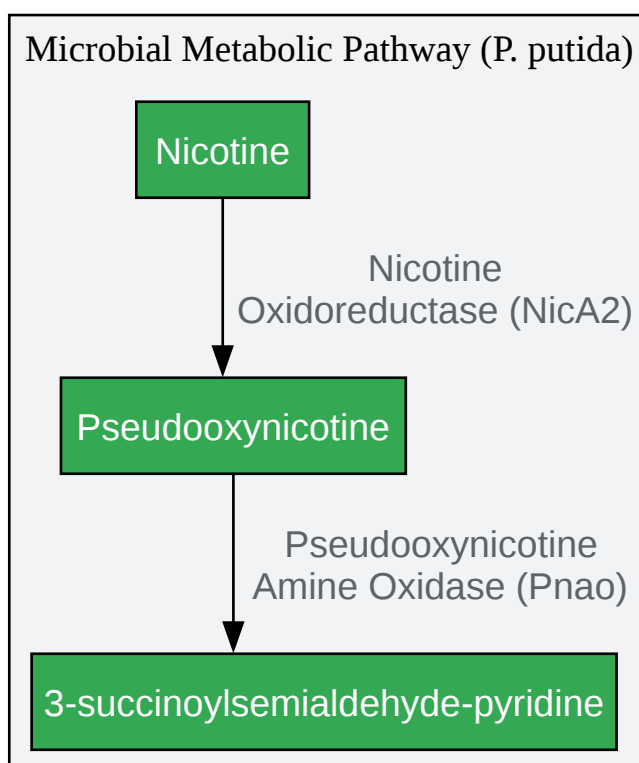 Microbial Metabolic Pathway (P. putida)
Nicotine
Nicotine
Oxidoreductase (NicA2)
Pseudooxynicotine
Pseudooxynicotine
Amine Oxidase (Pnao)
3-succinoylsemialdehyde-pyridine